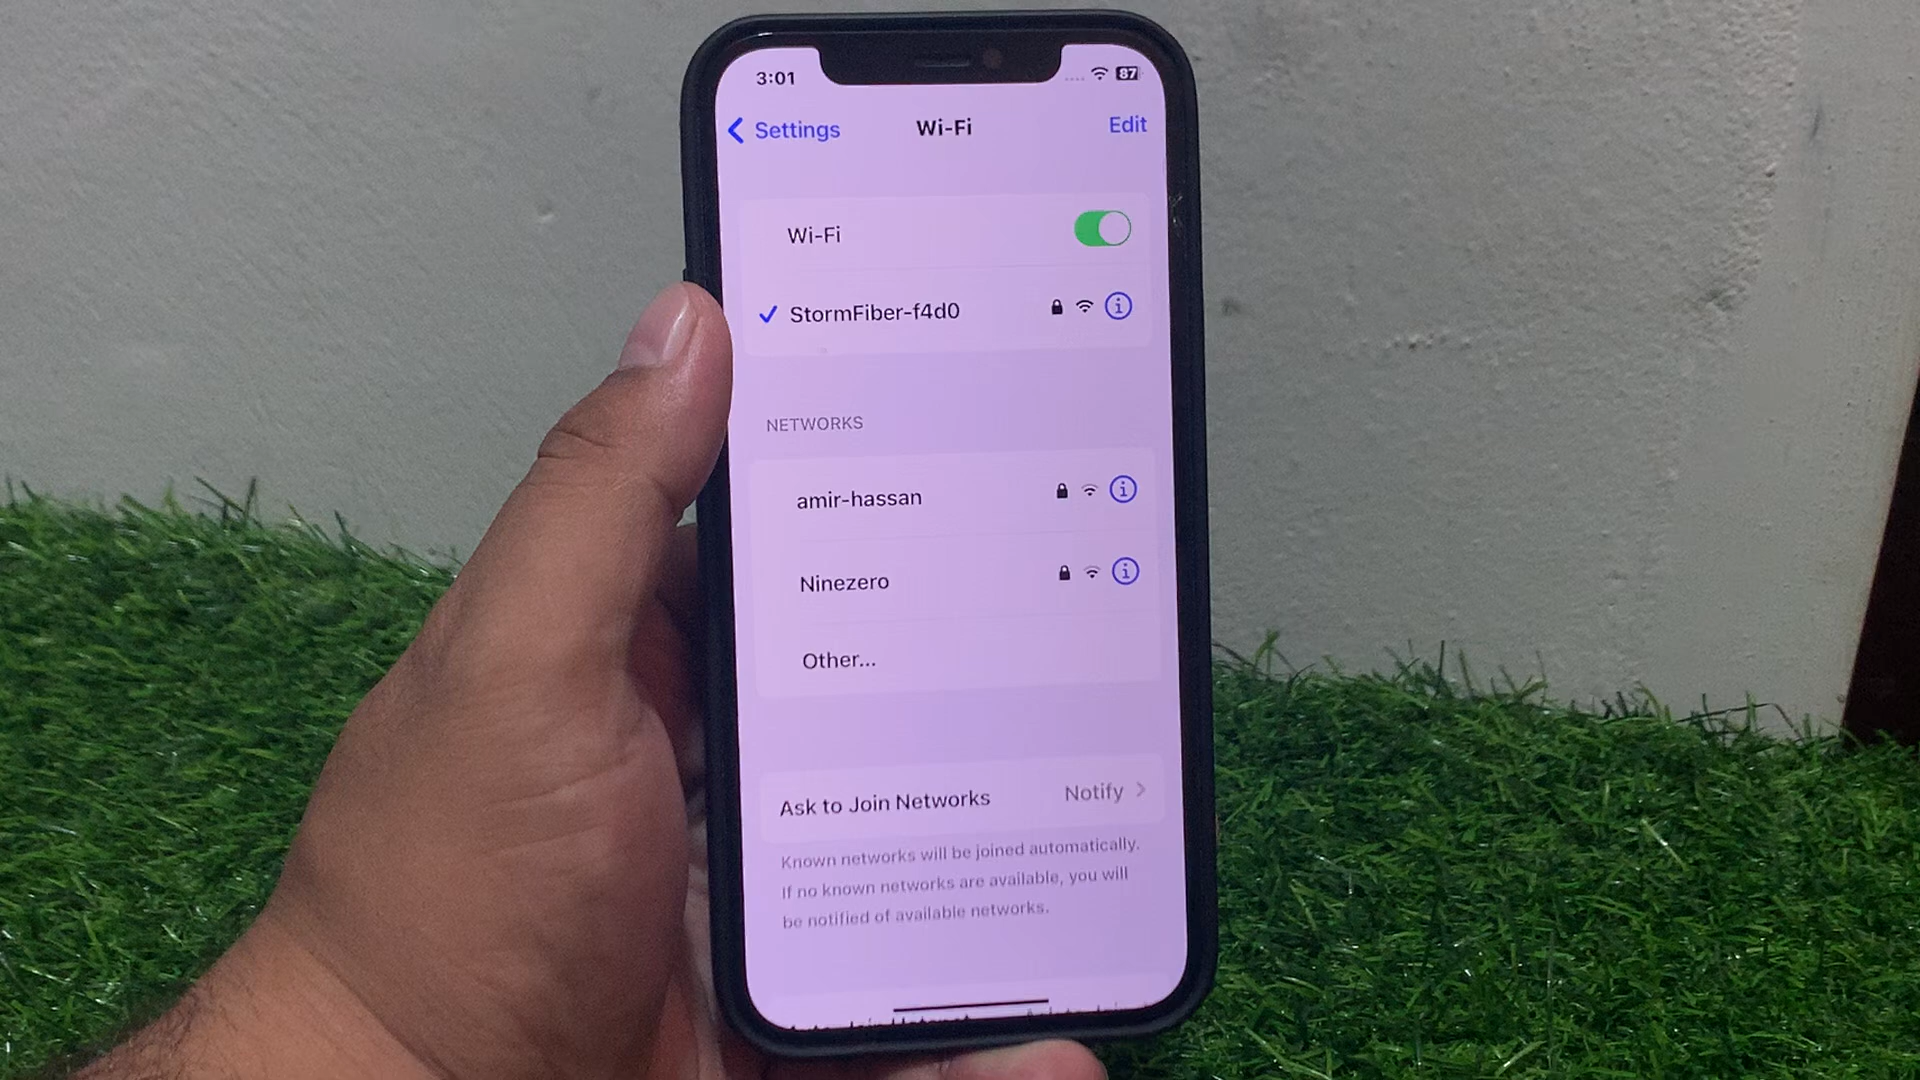 3:01
87
Settings
Wi-Fi
Edit
Wi-Fi
StormFiber-f4d0
NETWORKS
amir-hassan
Ninezero
Other...
Ask to Join Networks
Notify
Known networks will be joined automatically.
If no known networks are available, you will
be notified of available networks.